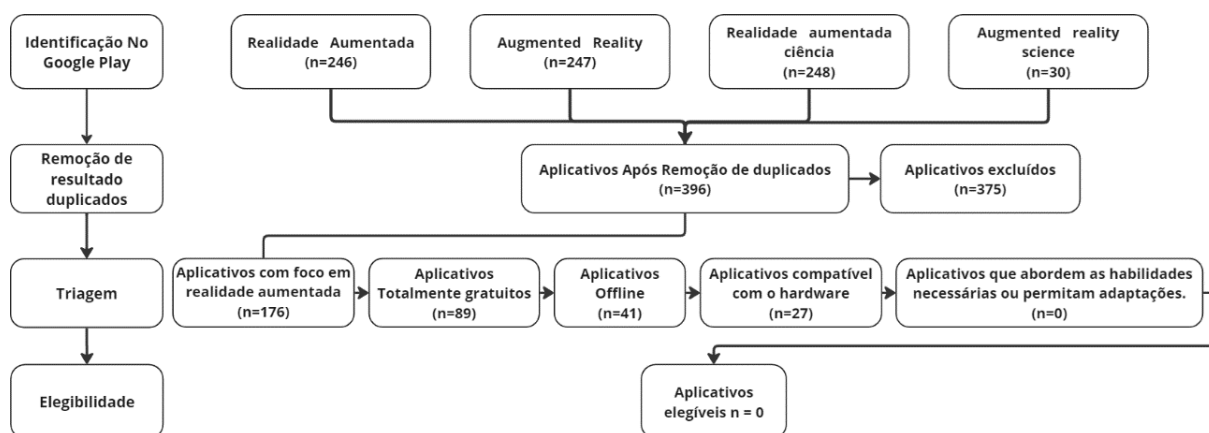 Identificação No
Google Play
Realidade Aumentada
(n=246)
Augmented Reality
(n=247)
Realidade aumentada
ciência
(n=248)
Augmented reality
science
(n=30)
Remoção de
resultado
duplicados
Aplicativos Após Remoção de duplicados
(n=396)
Aplicativos excluídos
(n=375)
Triagem
Aplicativos com foco em
realidade aumentada
(n=176)
Aplicativos
Totalmente gratuitos
(n=89)
Aplicativos
Offline
(n=41)
Aplicativos compatível
com o hardware
(n=27)
Aplicativos que abordem as habilidades
necessárias ou permitam adaptações.
(n=0)
Elegibilidade
Aplicativos
elegíveis n = 0